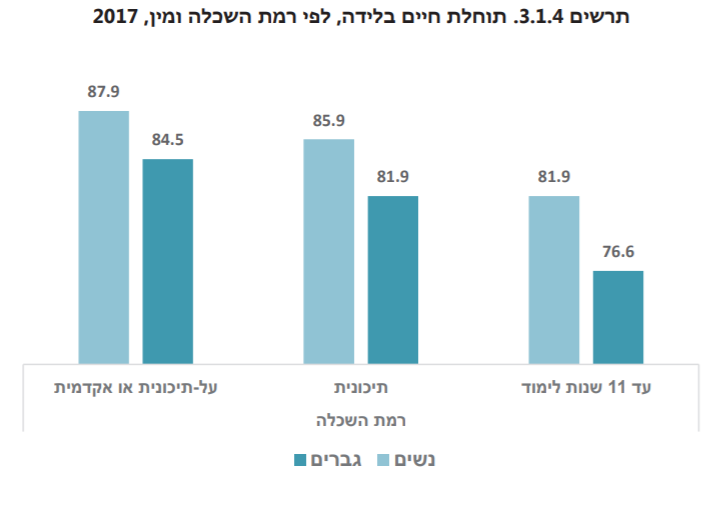 תרשים 3.1.4. תוחלת חיים בלידה, לפי רמת השכלה ומין, 2017
87.9
84.5
85.9
81.9
81.9
76.6
עד 11 שנות לימוד
תיכונית
על-תיכונית או אקדמית
רמת השכלה
נשים
גברים